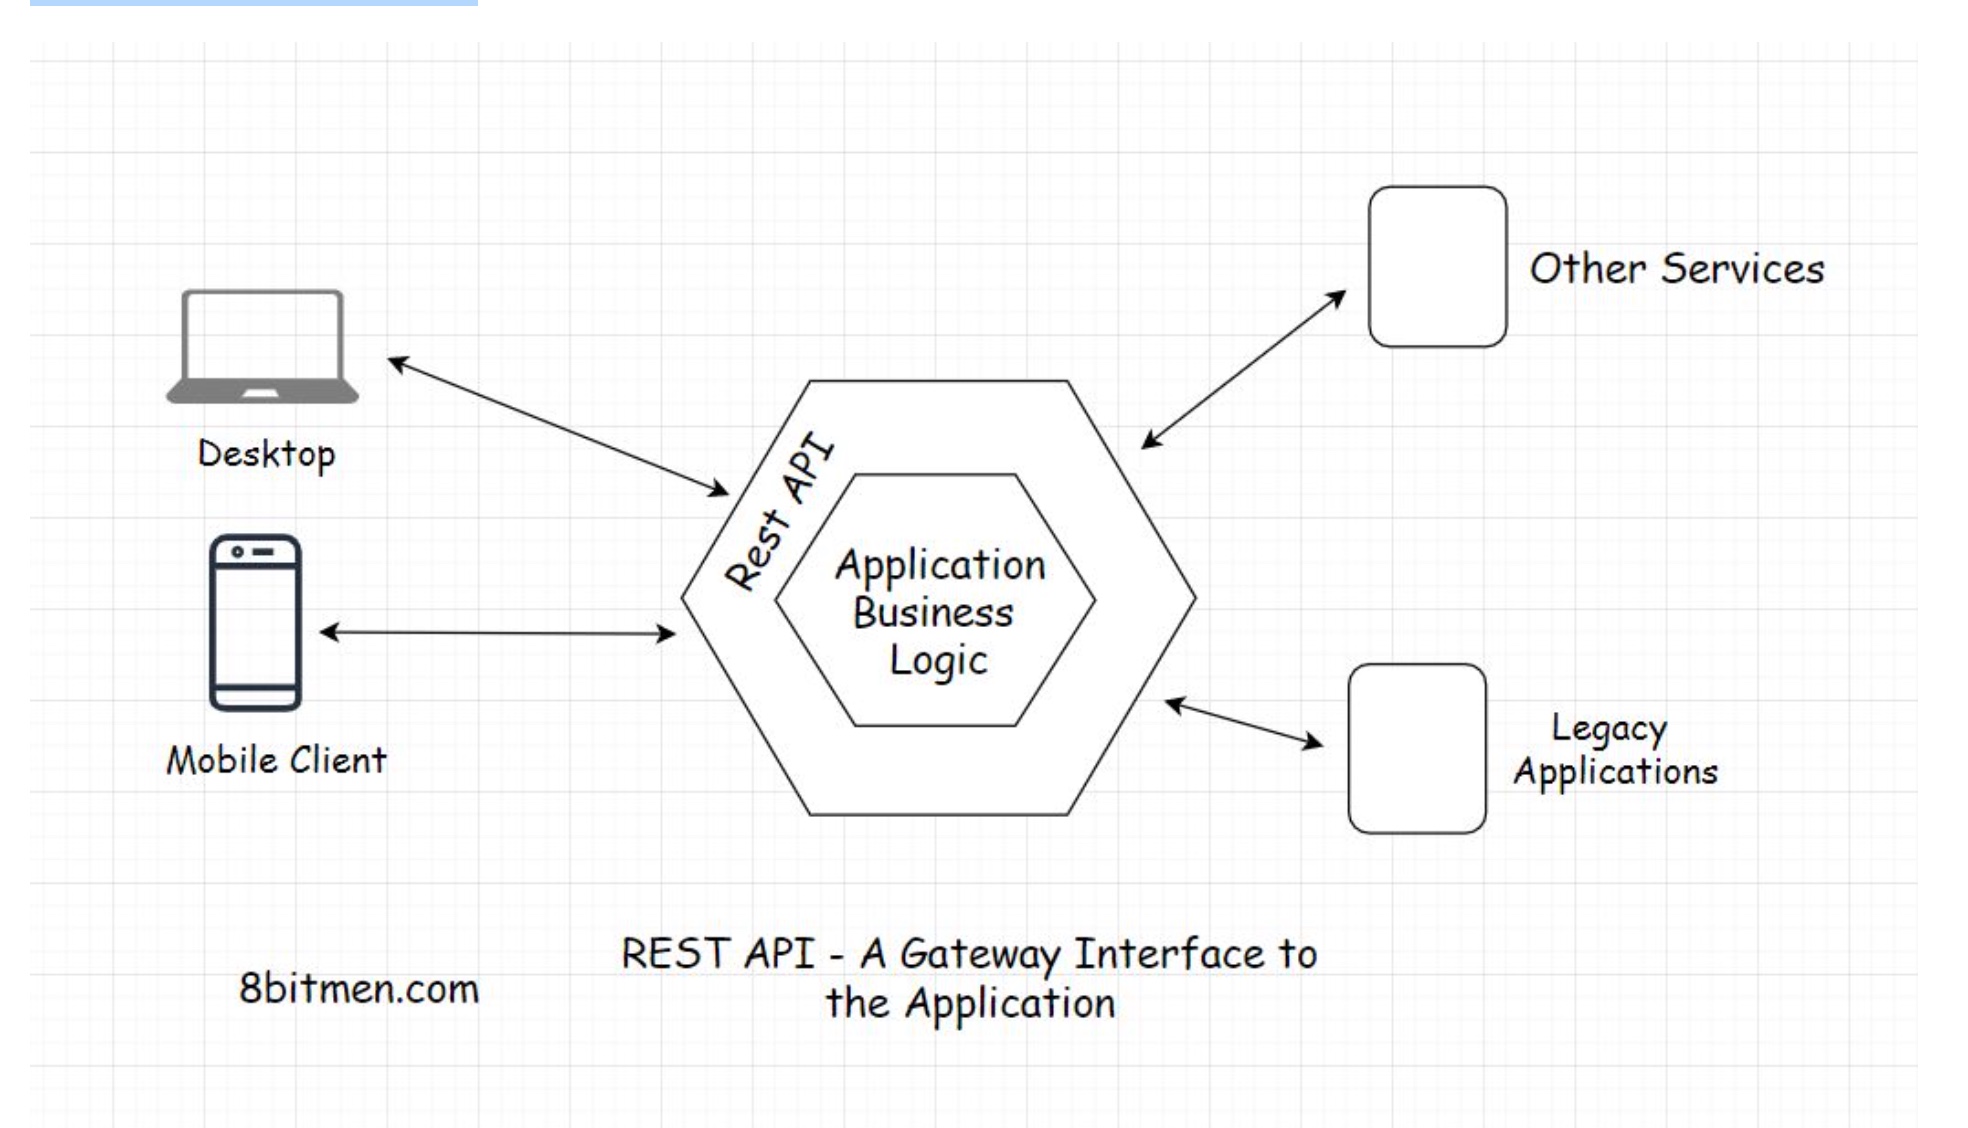 Other Services
Desktop
Rest API
Application
Business
Logic
Mobile Client
Legacy
Applications
8bitmen.com
REST API - A Gateway Interface to
the Application